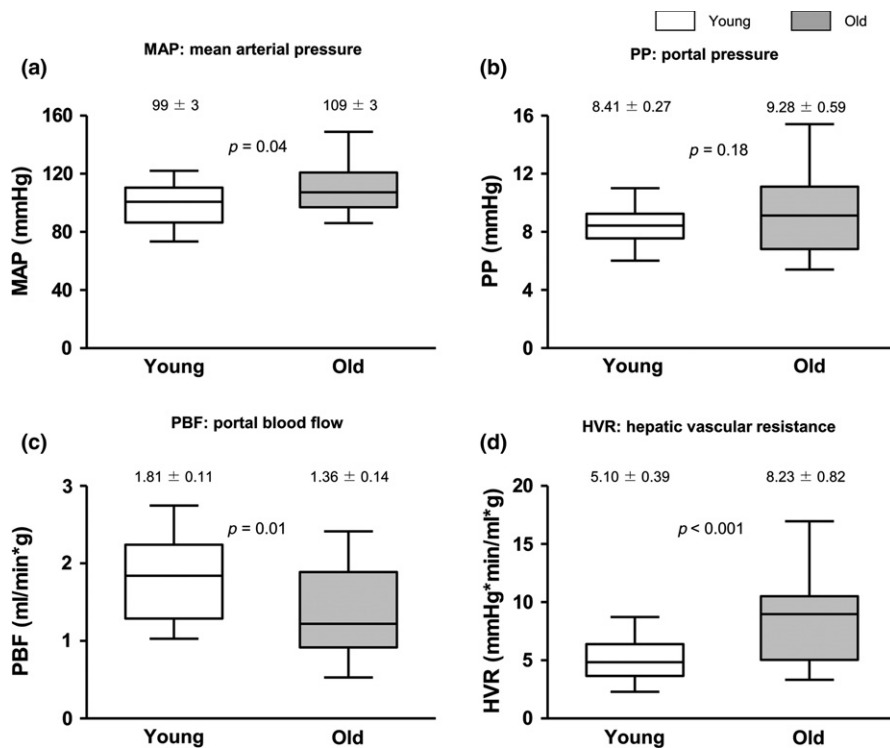 Young Old
MAP: mean arterial pressure
(a)
99 ± 3 109 ± 3
p = 0.04
MAP (mmHg)
160
120
80
40
0
Young Old
PP: portal pressure
(b)
8.41 ± 0.27 9.28 ± 0.59
p = 0.18
PP (mmHg)
16
12
8
4
0
Young Old
PBF: portal blood flow
(c)
1.81 ± 0.11 1.36 ± 0.14
p = 0.01
PBF (ml/min*g)
3
2
1
0
Young Old
HVR: hepatic vascular resistance
(d)
5.10 ± 0.39 8.23 ± 0.82
p < 0.001
HVR (mmHg*min/ml*g)
20
15
10
5
0
Young Old